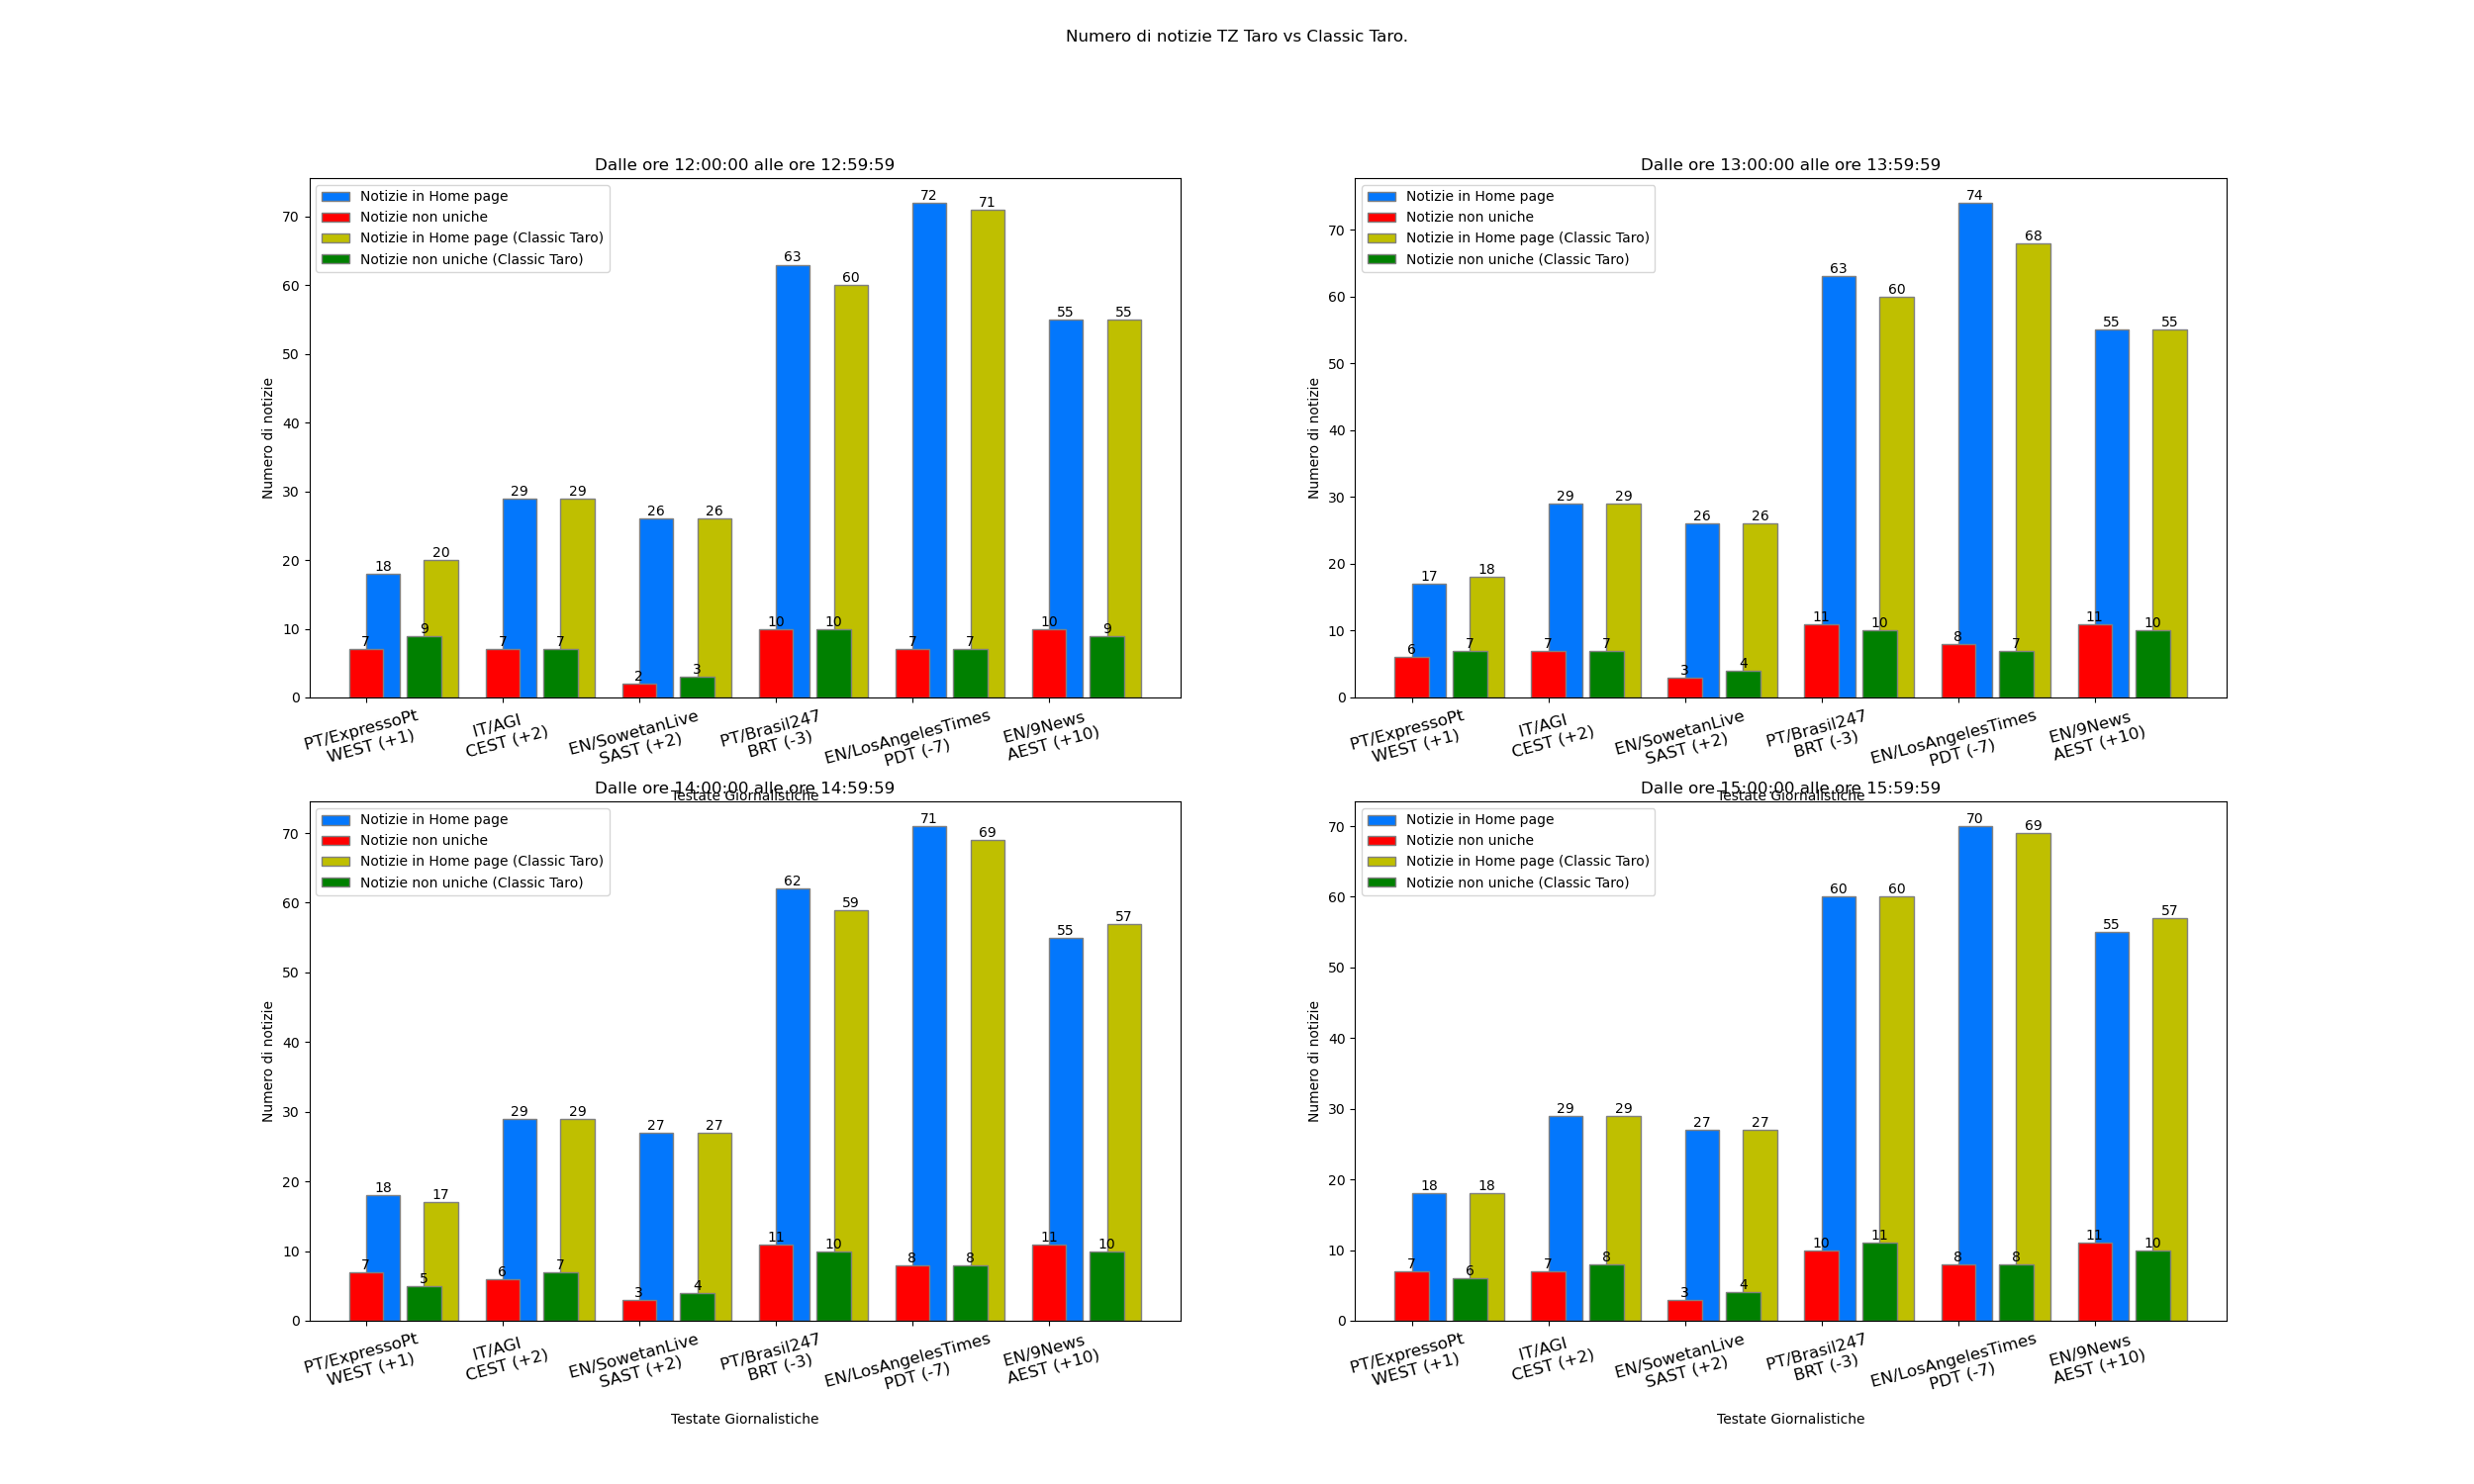 Numero di notizie TZ Taro vs Classic Taro.
Dalle ore 12:00:00 alle ore 12:59:59
Notizie in Home page
Notizie non uniche
Notizie in Home page (Classic Taro)
Notizie non uniche (Classic Taro)
Numero di notizie
70
60
50
40
30
20
10
0
18
20
29
29
26
26
63
60
72
71
55
55
7
9
7
7
2
3
10
10
7
7
10
9
PT/ExpressoPt
WEST (+1)
IT/AGI
CEST (+2)
EN/SowetanLive
SAST (+2)
PT/Brasil247
BRT (-3)
EN/LosAngelesTimes
PDT (-7)
EN/9News
AEST (+10)
Testate Giornalistiche
Dalle ore 13:00:00 alle ore 13:59:59
Notizie in Home page
Notizie non uniche
Notizie in Home page (Classic Taro)
Notizie non uniche (Classic Taro)
Numero di notizie
70
60
50
40
30
20
10
0
17
18
29
29
26
26
63
60
74
68
55
55
6
7
7
7
3
4
11
10
8
7
11
10
PT/ExpressoPt
WEST (+1)
IT/AGI
CEST (+2)
EN/SowetanLive
SAST (+2)
PT/Brasil247
BRT (-3)
EN/LosAngelesTimes
PDT (-7)
EN/9News
AEST (+10)
Testate Giornalistiche
Dalle ore 14:00:00 alle ore 14:59:59
Notizie in Home page
Notizie non uniche
Notizie in Home page (Classic Taro)
Notizie non uniche (Classic Taro)
Numero di notizie
70
60
50
40
30
20
10
0
18
17
29
29
27
27
62
59
71
69
55
57
7
5
6
7
3
4
11
10
8
8
11
10
PT/ExpressoPt
WEST (+1)
IT/AGI
CEST (+2)
EN/SowetanLive
SAST (+2)
PT/Brasil247
BRT (-3)
EN/LosAngelesTimes
PDT (-7)
EN/9News
AEST (+10)
Testate Giornalistiche
Dalle ore 15:00:00 alle ore 15:59:59
Notizie in Home page
Notizie non uniche
Notizie in Home page (Classic Taro)
Notizie non uniche (Classic Taro)
Numero di notizie
70
60
50
40
30
20
10
0
18
18
29
29
27
27
60
60
70
69
55
57
7
6
7
8
3
4
10
11
8
8
11
10
PT/ExpressoPt
WEST (+1)
IT/AGI
CEST (+2)
EN/SowetanLive
SAST (+2)
PT/Brasil247
BRT (-3)
EN/LosAngelesTimes
PDT (-7)
EN/9News
AEST (+10)
Testate Giornalistiche